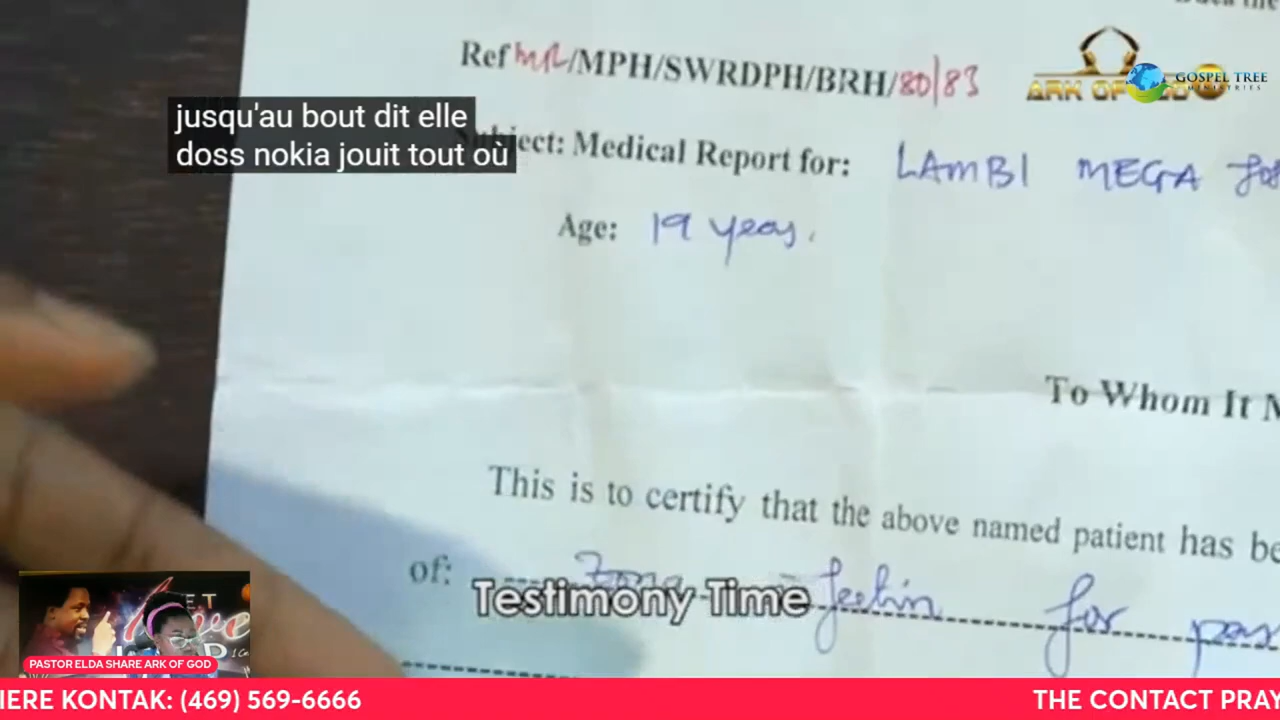 Ref MR/MPH/SWRDPH/BRH/80/83
ARK OF GOD
GOSPEL TREE
MINISTRIES
jusqu'au bout dit elle
doss nokia jouit tout où
Subject: Medical Report for: LAMBI MEGA
Age: 19 years.
To Whom It
This is to certify that the above named patient has
of:
Testimony Time
for
PASTOR ELDA SHARE ARK OF GOD
IERE KONTAK: (469) 569-6666
THE CONTACT PRAY